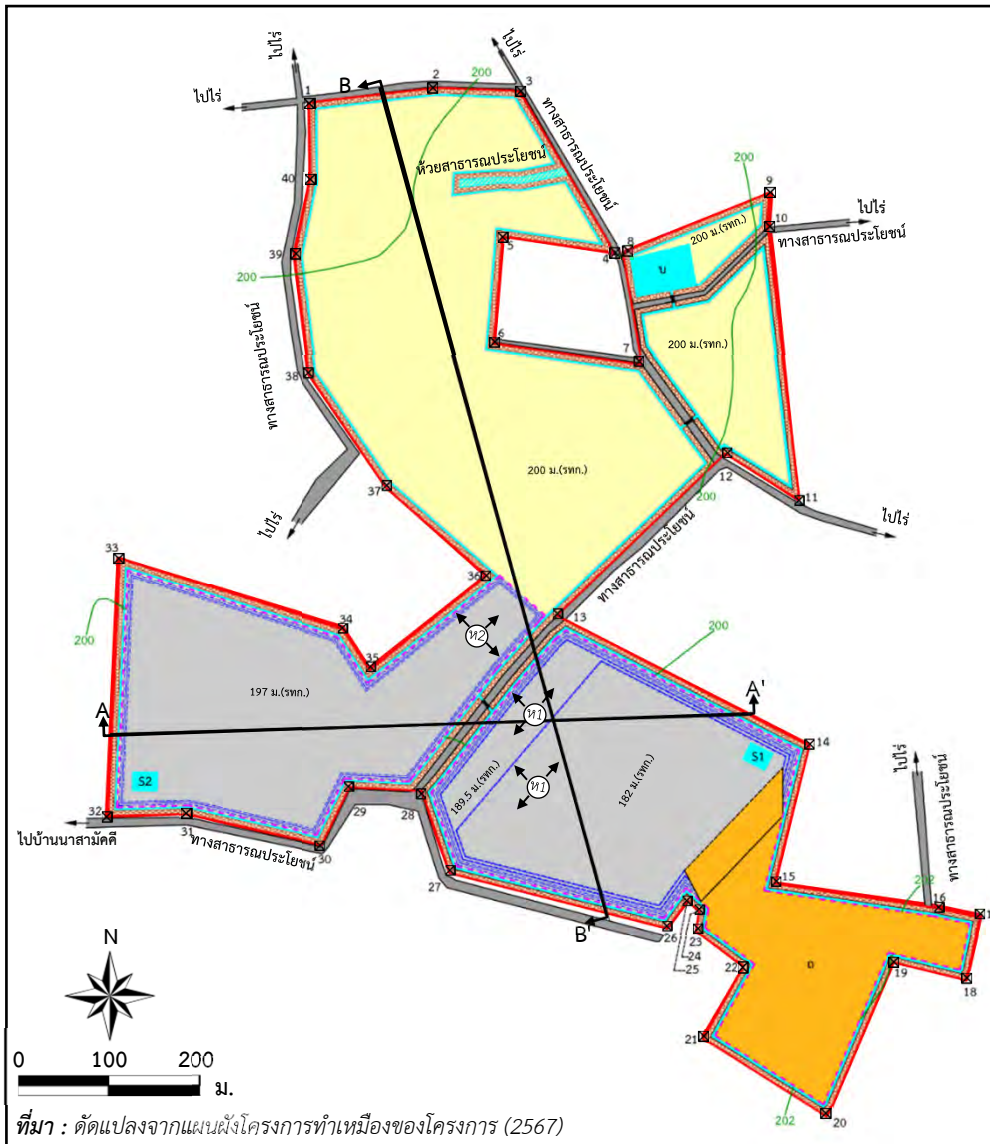 ไปไร่
ไปไร่
ไปไร่
B
2
200
3
1
ทางสาธารณประโยชน์
ห้วยสาธารณประโยชน์
40
200
9
10
ไปไร่
ทางสาธารณประโยชน์
200 ม.(รทก.)
5
4
8
บ
39
200
ทางสาธารณประโยชน์
6
7
200 ม.(รทก.)
38
200 ม.(รทก.)
12
200
37
11
ไปไร่
ไปไร่
ทางสาธารณประโยชน์
33
36
13
34
ห2
200
35
200
197 ม.(รทก.)
A
A'
ห1
14
S1
S2
189.5 ม.(รทก.)
ห1
182 ม.(รทก.)
ไปไร่
ทางสาธารณประโยชน์
29
28
32
31
ไปบ้านนาสามัคคี
ทางสาธารณประโยชน์
30
27
15
202
16
B'
26
23
24
25
22
19
18
N
21
0 100 200
ม.
202
20
ที่มา : ดัดแปลงจากแผนผังโครงการทำเหมืองของโครงการ (2567)